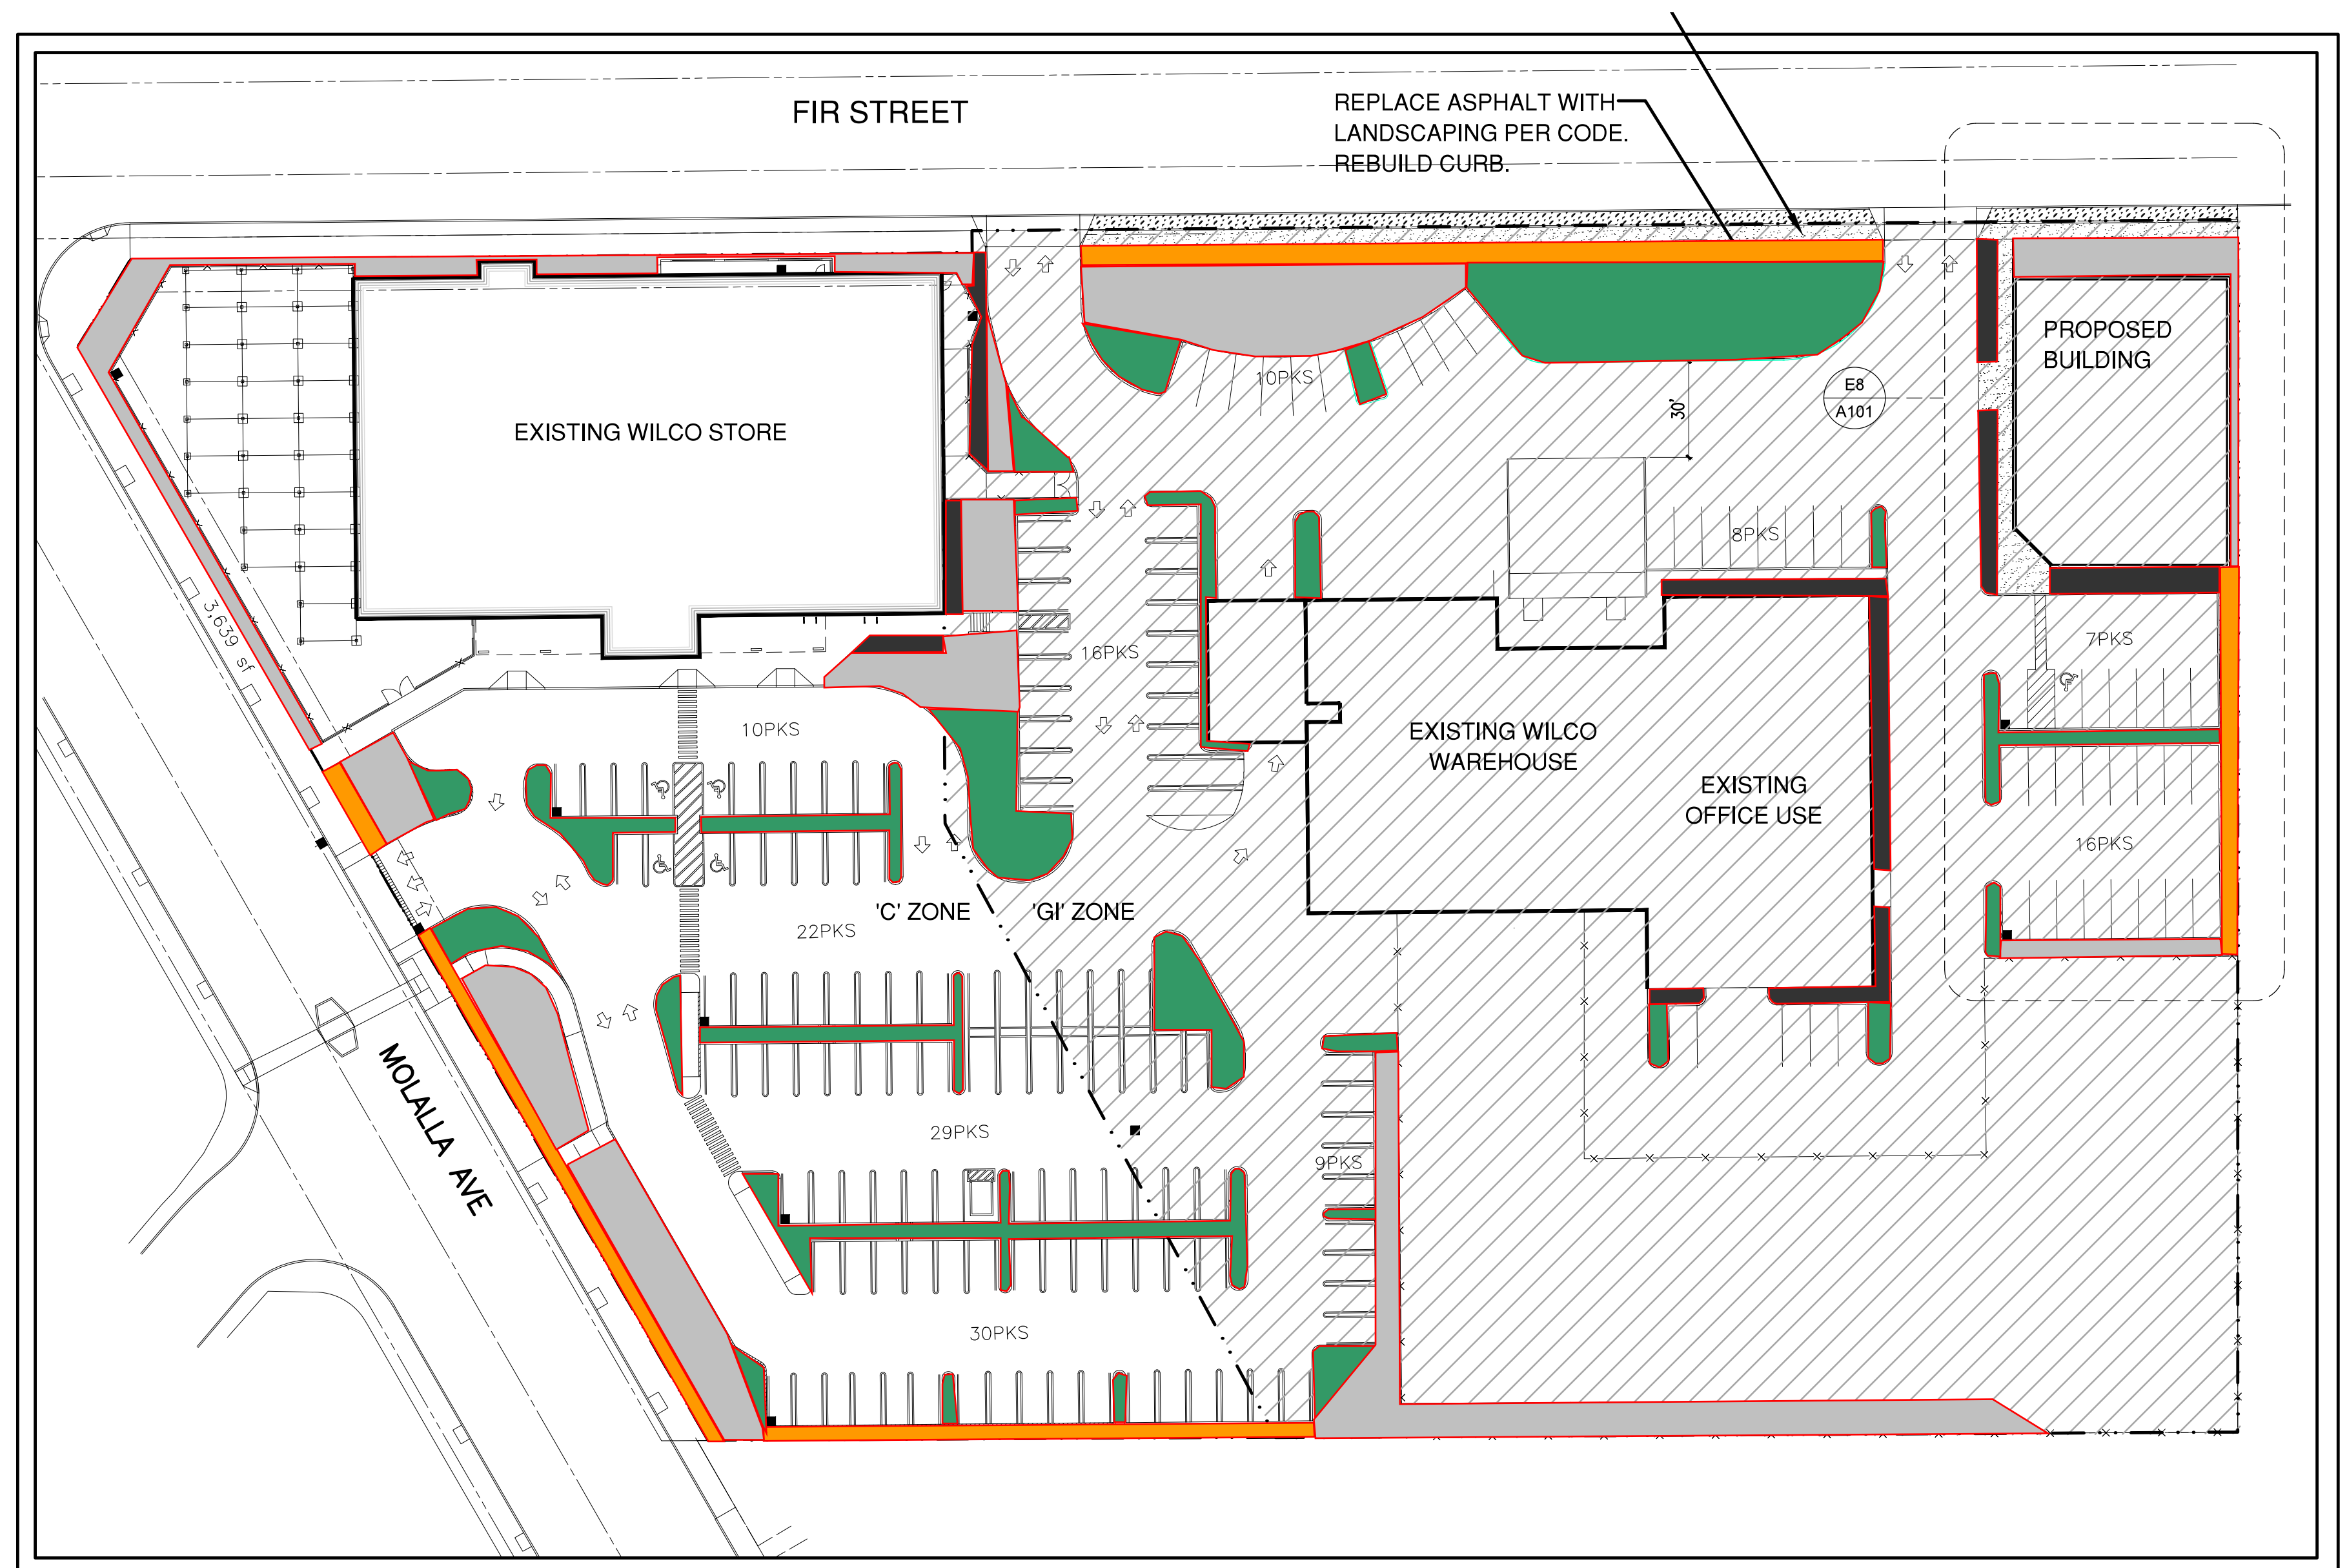 FIR STREET
REPLACE ASPHALT WITH
LANDSCAPING PER CODE.
REBUILD CURB.
PROPOSED
BUILDING
10PKS
E8
A101
30'
EXISTING WILCO STORE
8PKS
3,639 sf
7PKS
16PKS
10PKS
EXISTING WILCO
WAREHOUSE
EXISTING
OFFICE USE
16PKS
'C' ZONE
'GI' ZONE
22PKS
MOLALLA AVE
29PKS
9PKS
30PKS